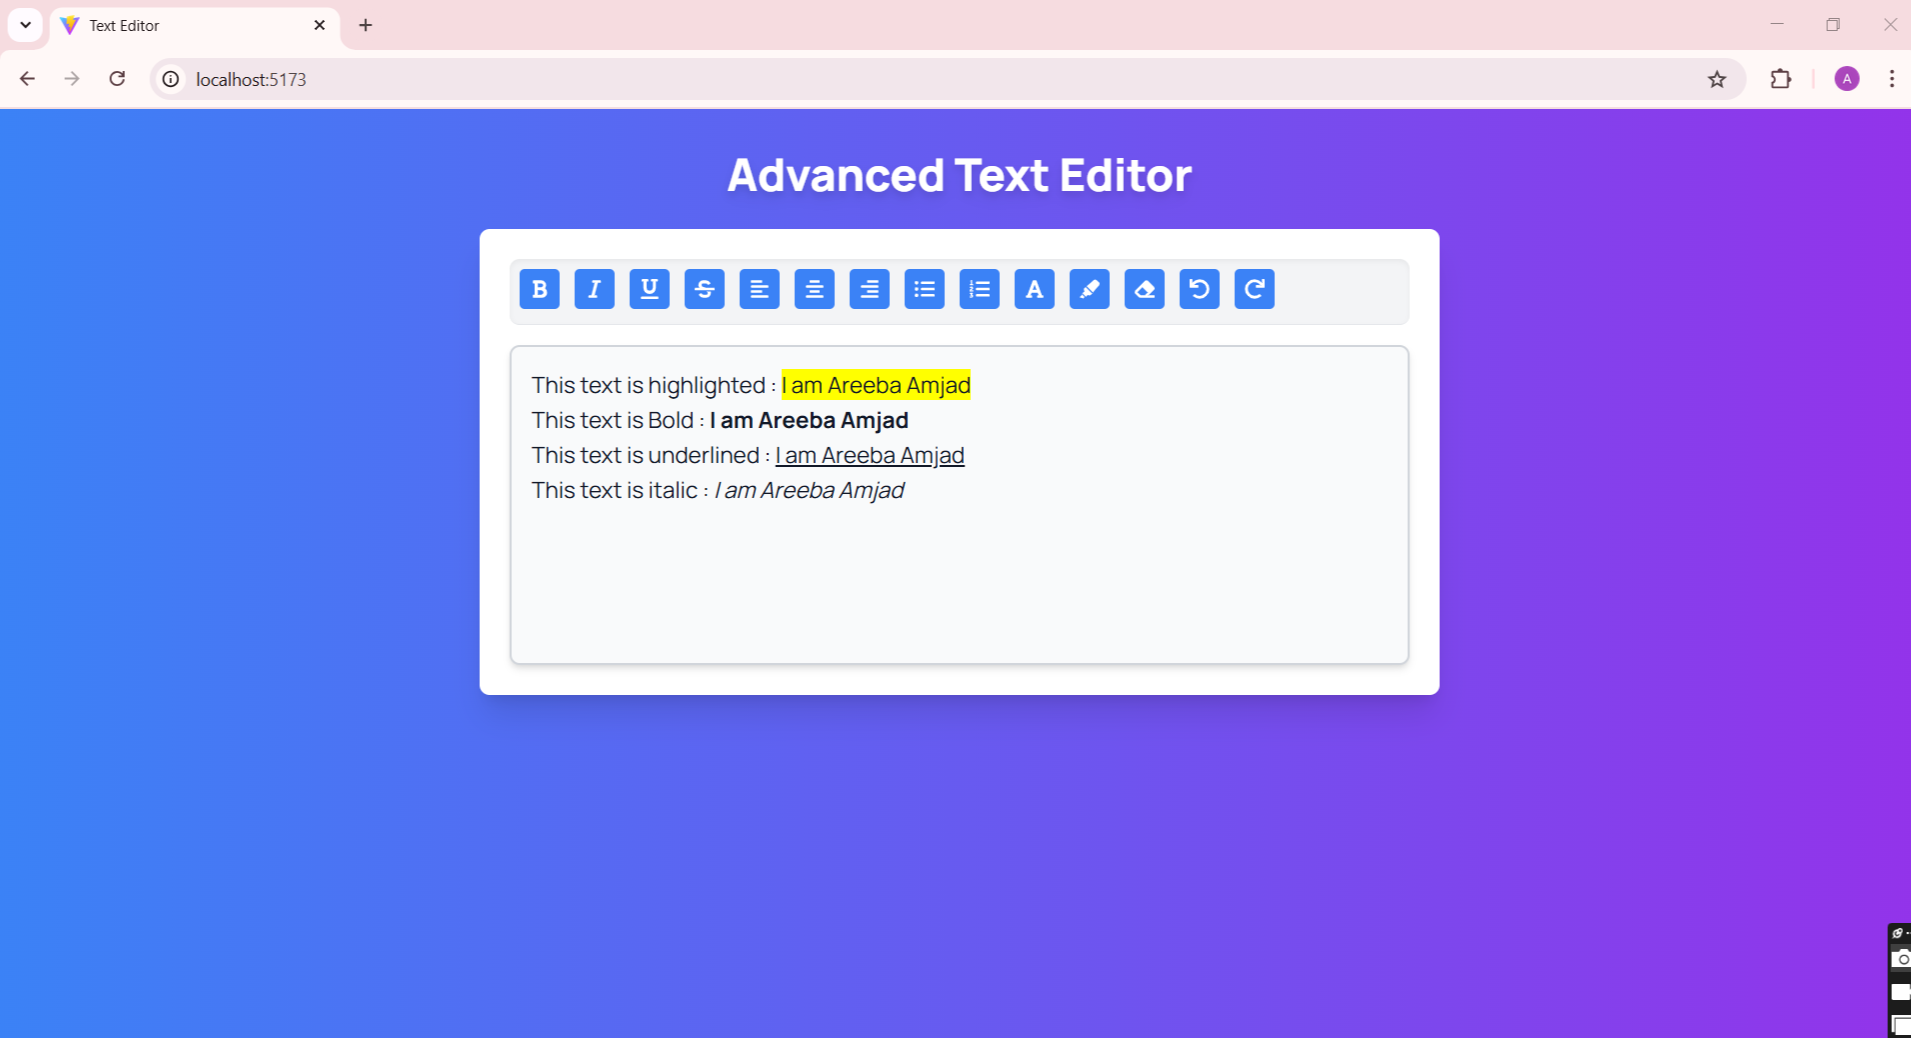 Text Editor
localhost:5173
A
Advanced Text Editor
B I U S A
This text is highlighted : I am Areeba Amjad
This text is Bold : I am Areeba Amjad
This text is underlined : I am Areeba Amjad
This text is italic : I am Areeba Amjad